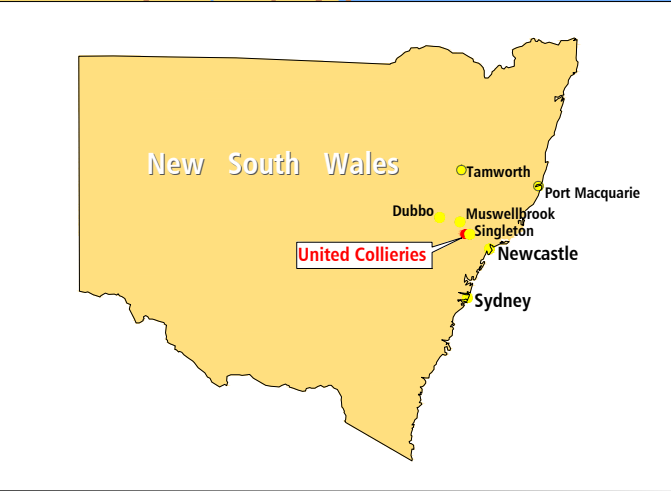 New South Wales
Tamworth
Port Macquarie
Dubbo
Muswellbrook
Singleton
United Collieries
Newcastle
Sydney